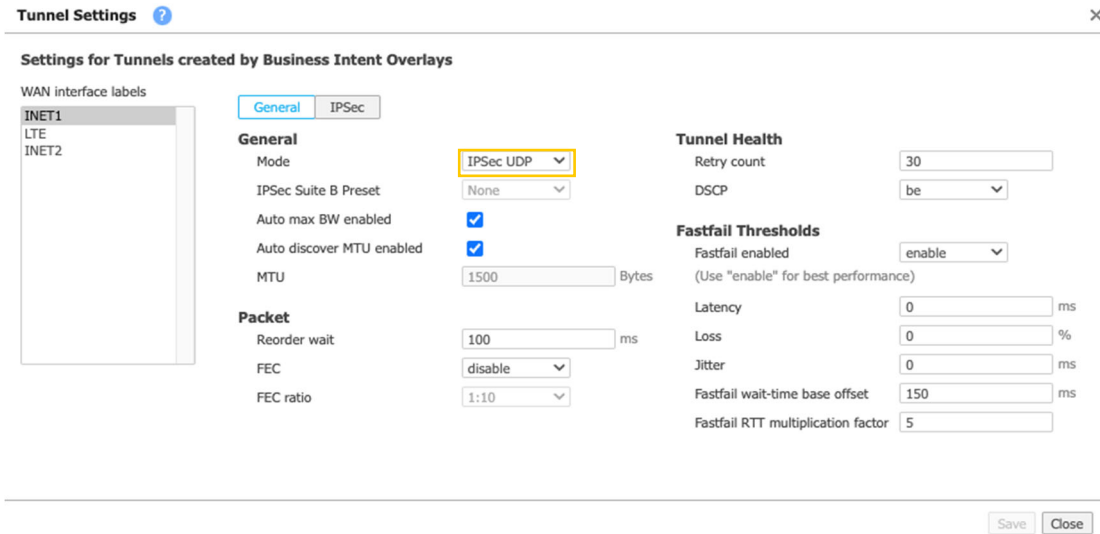 Tunnel Settings ?
Settings for Tunnels created by Business Intent Overlays
WAN interface labels
INET1
LTE
INET2
General IPSec
General
Mode IPSec UDP
IPSec Suite B Preset None
Auto max BW enabled
Auto discover MTU enabled
MTU 1500 Bytes
Packet
Reorder wait 100 ms
FEC disable
FEC ratio 1:10
Tunnel Health
Retry count 30
DSCP be
Fastfail Thresholds
Fastfail enabled enable
(Use "enable" for best performance)
Latency 0 ms
Loss 0 %
Jitter 0 ms
Fastfail wait-time base offset 150 ms
Fastfail RTT multiplication factor 5
Save Close